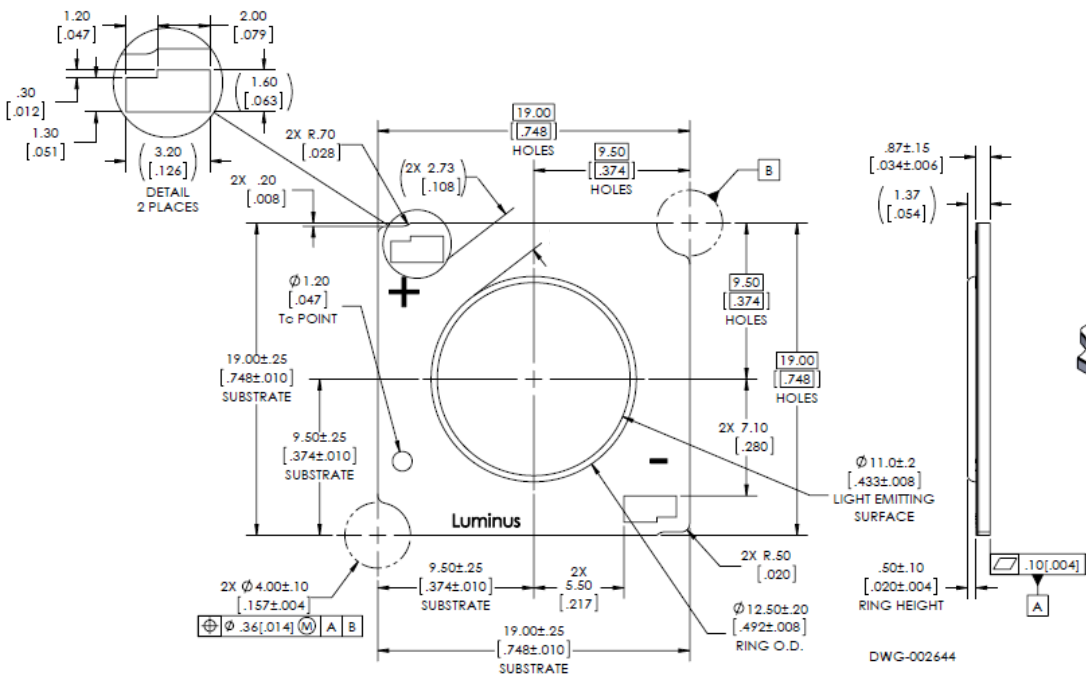 1.20
[.047]
2.00
[.079]
.30
[.012]
(1.60
[.063])
1.30
[.051]
(3.20
[.126])
DETAIL
2 PLACES
2X R.70
[.028]
2X .20
[.008]
(2X 2.73
[.108])
19.00
[.748]
HOLES
9.50
[.374]
HOLES
B
.87±.15
[.034±.006]
(1.37
[.054])
Ø1.20
[.047]
Tc POINT
+
9.50
[.374]
HOLES
19.00±.25
[.748±.010]
SUBSTRATE
19.00
[.748]
HOLES
9.50±.25
[.374±.010]
SUBSTRATE
2X 7.10
[.280]
-
Ø11.0±.2
[.433±.008]
LIGHT EMITTING
SURFACE
Luminus
2X Ø4.00±.10
[.157±.004]
⌖ Ø .36[.014] Ⓜ A B
9.50±.25
[.374±.010]
SUBSTRATE
2X
5.50
[.217]
2X R.50
[.020]
Ø12.50±.20
[.492±.008]
RING O.D.
19.00±.25
[.748±.010]
SUBSTRATE
.50±.10
[.020±.004]
RING HEIGHT
⏥ .10[.004]
A
DWG-002644